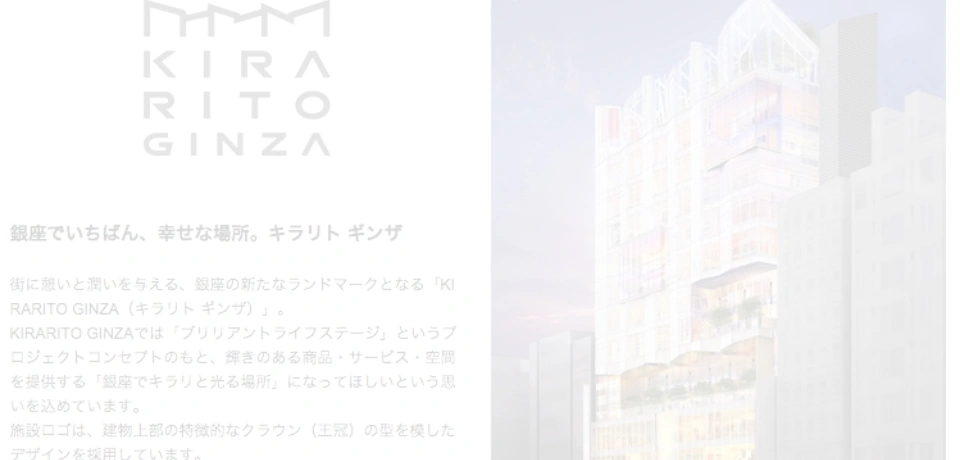 KIRA
RITO
GINZA
銀座でいちばん、幸せな場所。キラリト ギンザ
街に憩いと潤いを与える、銀座の新たなランドマークとなる「KI
RARITO GINZA（キラリト ギンザ）」。
KIRARITO GINZAでは「ブリリアントライフステージ」というプ
ロジェクトコンセプトのもと、輝きのある商品・サービス・空間
を提供する「銀座でキラリと光る場所」になってほしいという思
いを込めています。
施設ロゴは、建物上部の特徴的なクラウン（王冠）の型を模した
デザインを採用しています。